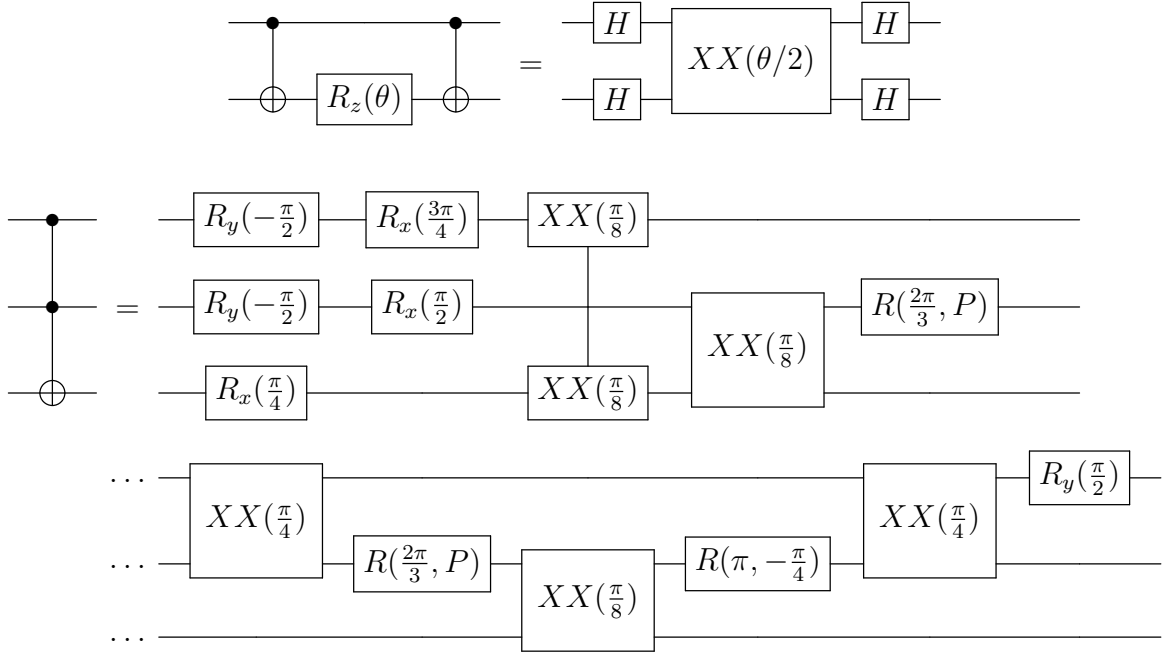 H H
XX(θ/2)
=
R_z(θ) H H
R_y(-π/2) R_x(3π/4) XX(π/8)
= R_y(-π/2) R_x(π/2) XX(π/8) R(2π/3, P)
R_x(π/4) XX(π/8)
... XX(π/4) XX(π/4) R_y(π/2)
... R(2π/3, P) XX(π/8) R(π, -π/4)
...